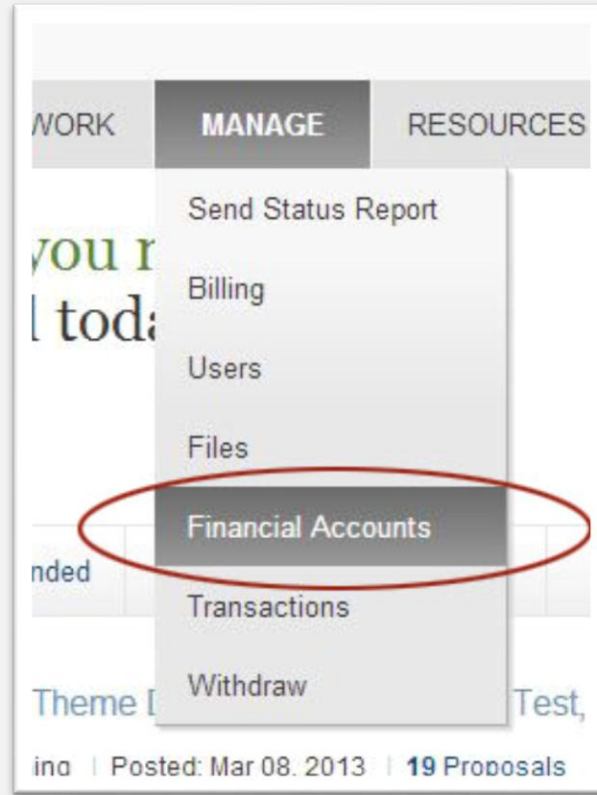 WORK MANAGE RESOURCES
Send Status Report
you r
Billing
toda
Users
Files
Financial Accounts
nded
Transactions
Withdraw
Theme D Test,
ing | Posted: Mar 08. 2013 | 19 Proposals